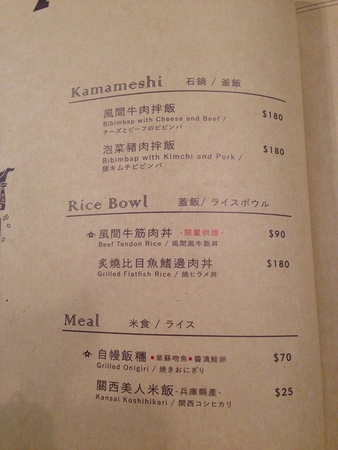 Kamameshi 石鍋 / 釜飯
風間牛肉拌飯 $180
Bibimbap with Cheese and Beef /
チーズとビーフのビビンバ
泡菜豬肉拌飯 $180
Bibimbap with Kimchi and Pork /
豚キムチビビンバ
Rice Bowl 蓋飯 / ライスボウル
風間牛筋肉丼 -限量供應- $90
Beef Tendon Rice / 風間風牛筋丼
炙燒比目魚鰭邊肉丼 $180
Grilled Flatfish Rice / 焼ヒラメ丼
Meal 米食 / ライス
自慢飯糰 •紫蘇吻魚 •醬漬鮭卵 $70
Grilled Onigiri / 焼きおにぎり
關西美人米飯 -兵庫縣產- $25
Kansai Koshihikari / 関西コシヒカリ